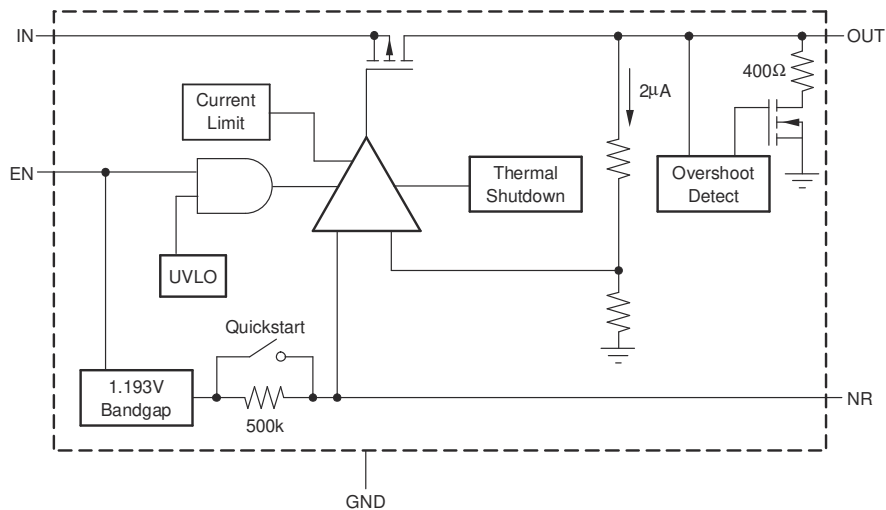 IN
OUT
400Ω
2μA
Current
Limit
EN
Thermal
Shutdown
Overshoot
Detect
UVLO
Quickstart
1.193V
Bandgap
500k
NR
GND